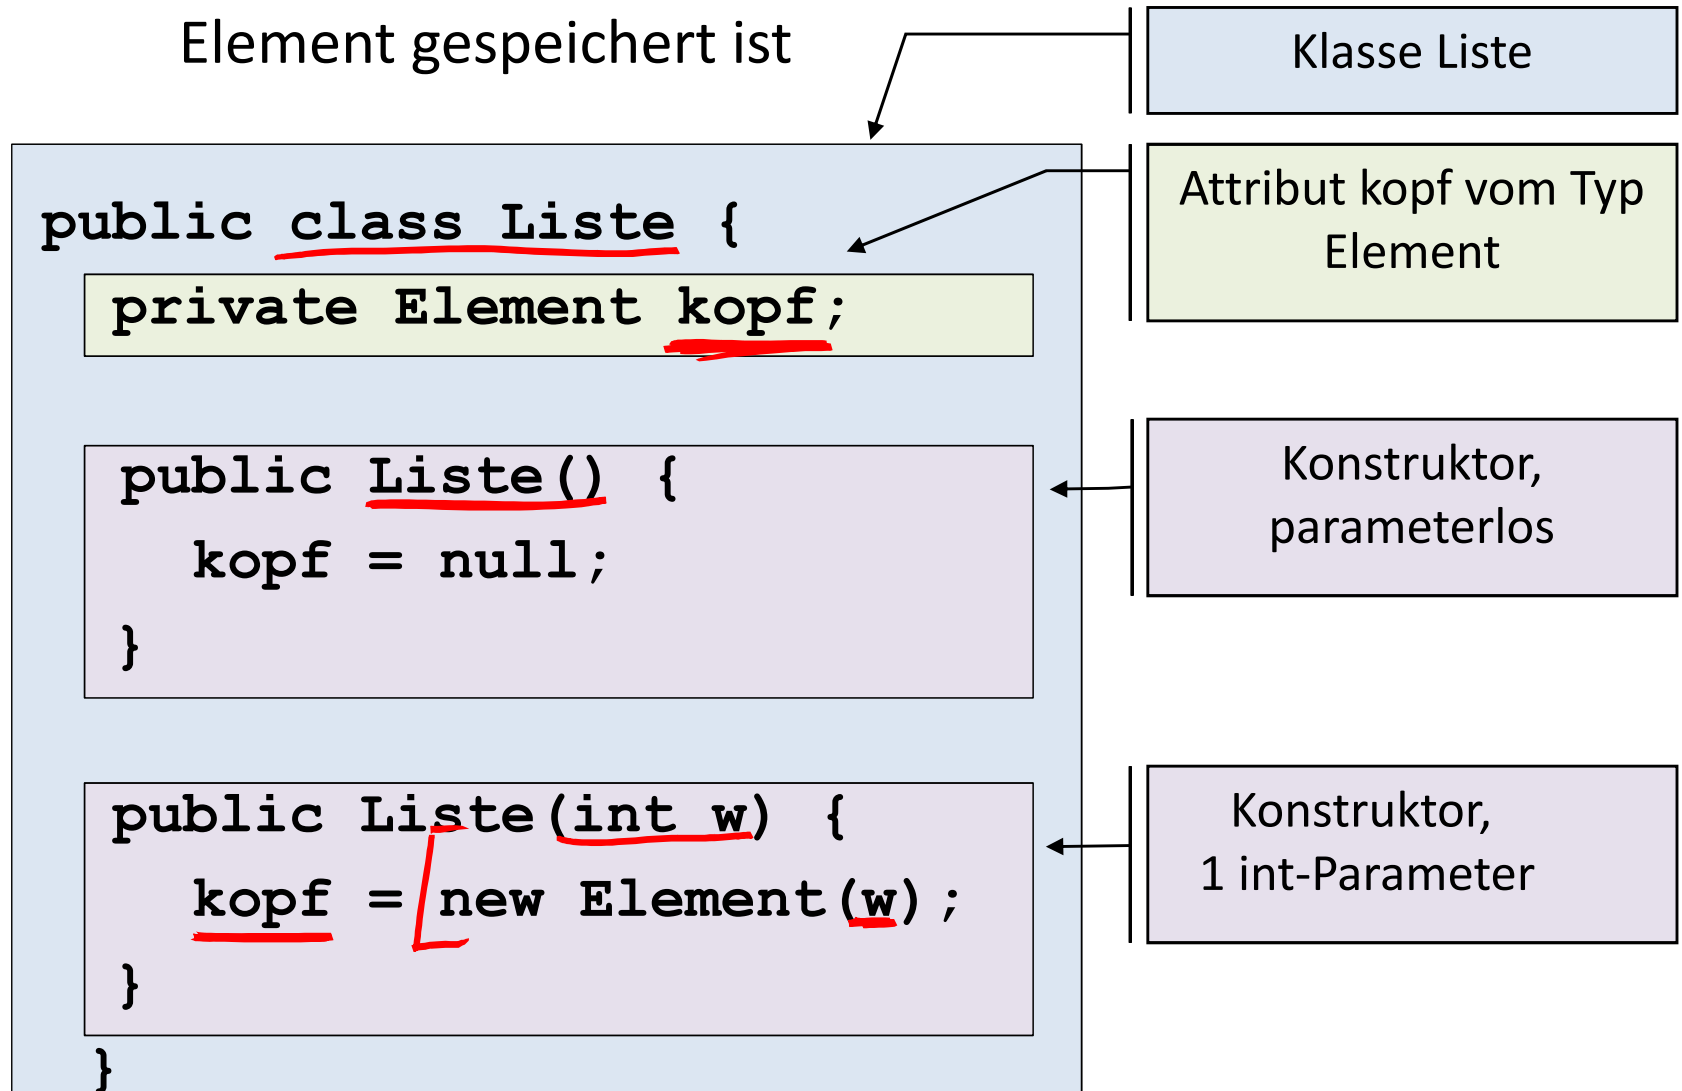 Element gespeichert ist
Klasse Liste
public class Liste {
Attribut kopf vom Typ
Element
private Element kopf;
public Liste() {
kopf = null;
}
Konstruktor,
parameterlos
public Liste(int w) {
kopf = new Element(w);
}
Konstruktor,
1 int-Parameter
}